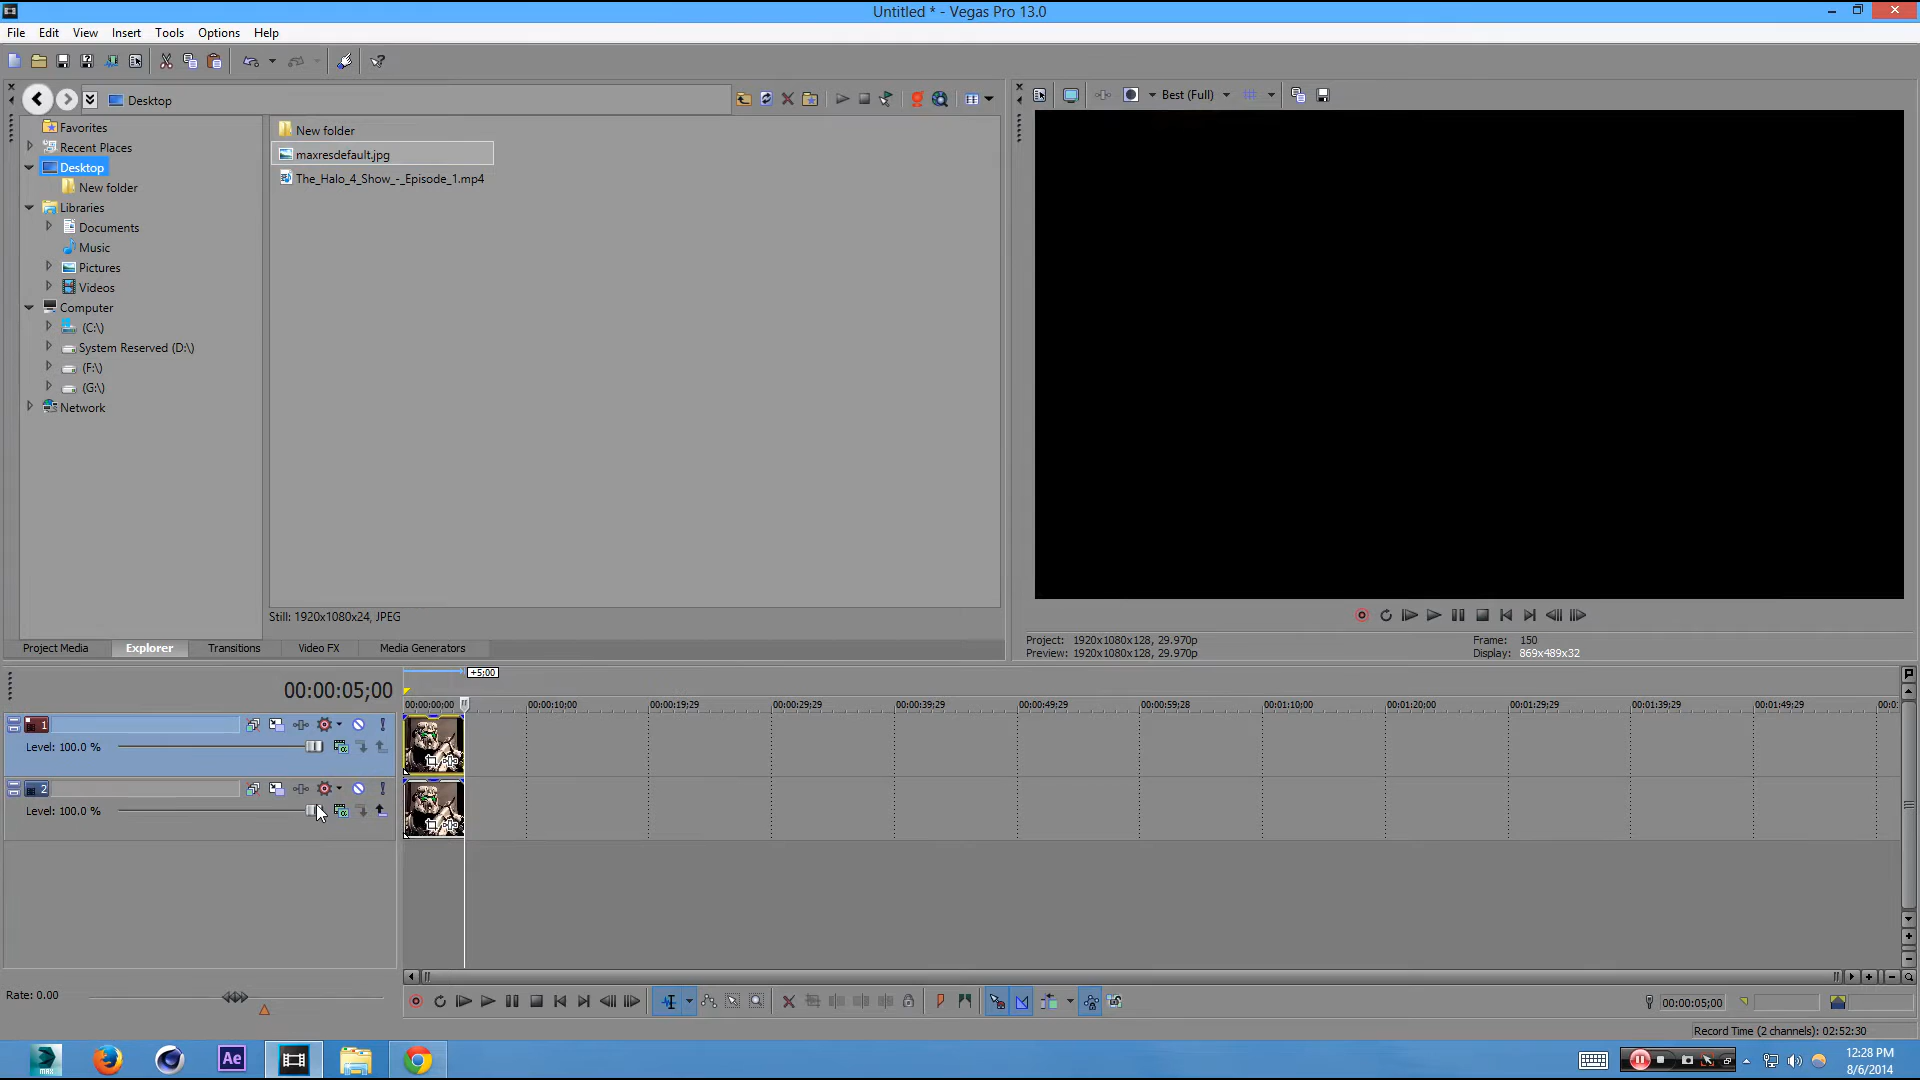 Untitled * - Vegas Pro 13.0
File Edit View Insert Tools Options Help
Desktop
Best (Full)
Favorites
Recent Places
Desktop
New folder
Libraries
Documents
Music
Pictures
Videos
Computer
(C:\)
System Reserved (D:\)
(F:\)
(G:\)
Network
New folder
maxresdefault.jpg
The_Halo_4_Show_-_Episode_1.mp4
Still: 1920x1080x24, JPEG
Project Media Explorer Transitions Video FX Media Generators
Project: 1920x1080x128, 29.970p
Preview: 1920x1080x128, 29.970p
Frame: 150
Display: 869x489x32
00:00:05;00
+5:00
00:00:00;00 00:00:10;00 00:00:19;29 00:00:29;29 00:00:39;29 00:00:49;29 00:00:59;28 00:01:10;00 00:01:20;00 00:01:29;29 00:01:39;29 00:01:49;29 00:0
1
Level: 100.0 %
2
Level: 100.0 %
Rate: 0.00
00:00:05;00
Record Time (2 channels): 02:52:30
Ae
12:28 PM
8/6/2014